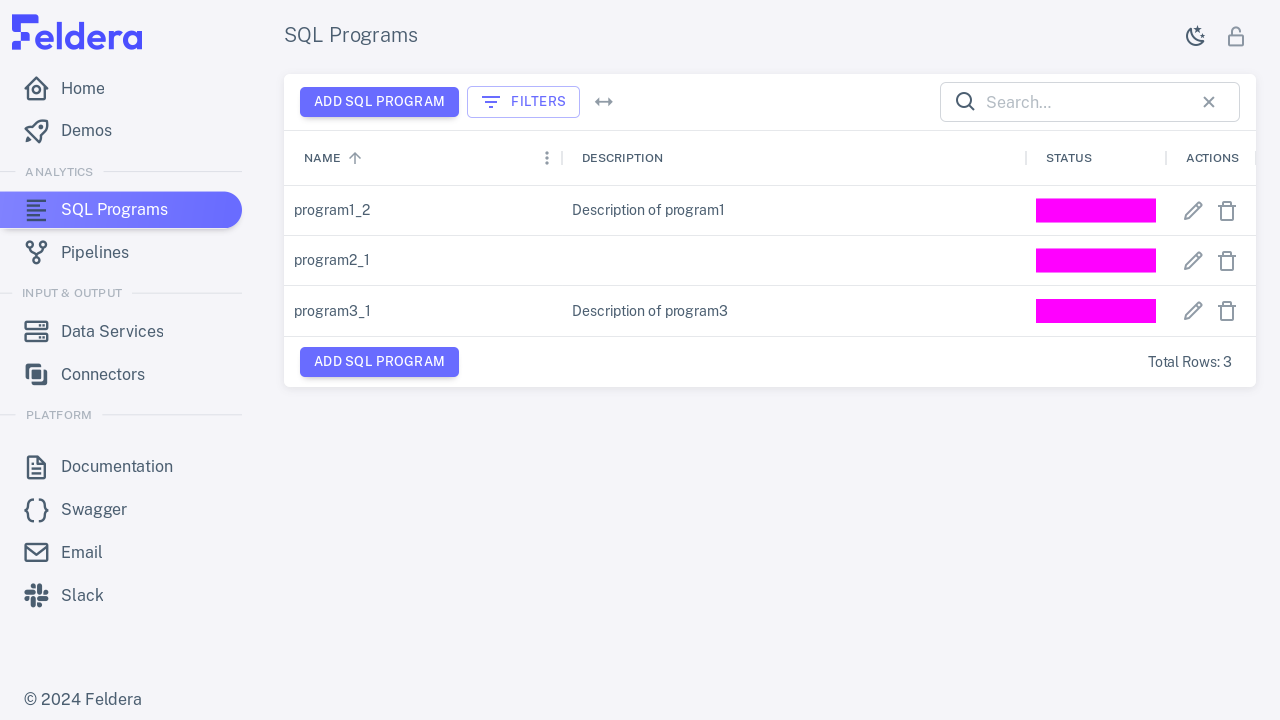 Feldera
Home
Demos
ANALYTICS
SQL Programs
Pipelines
INPUT & OUTPUT
Data Services
Connectors
PLATFORM
Documentation
Swagger
Email
Slack
© 2024 Feldera
SQL Programs
ADD SQL PROGRAM FILTERS Search...
NAME DESCRIPTION STATUS ACTIONS
program1_2 Description of program1
program2_1
program3_1 Description of program3
ADD SQL PROGRAM Total Rows: 3